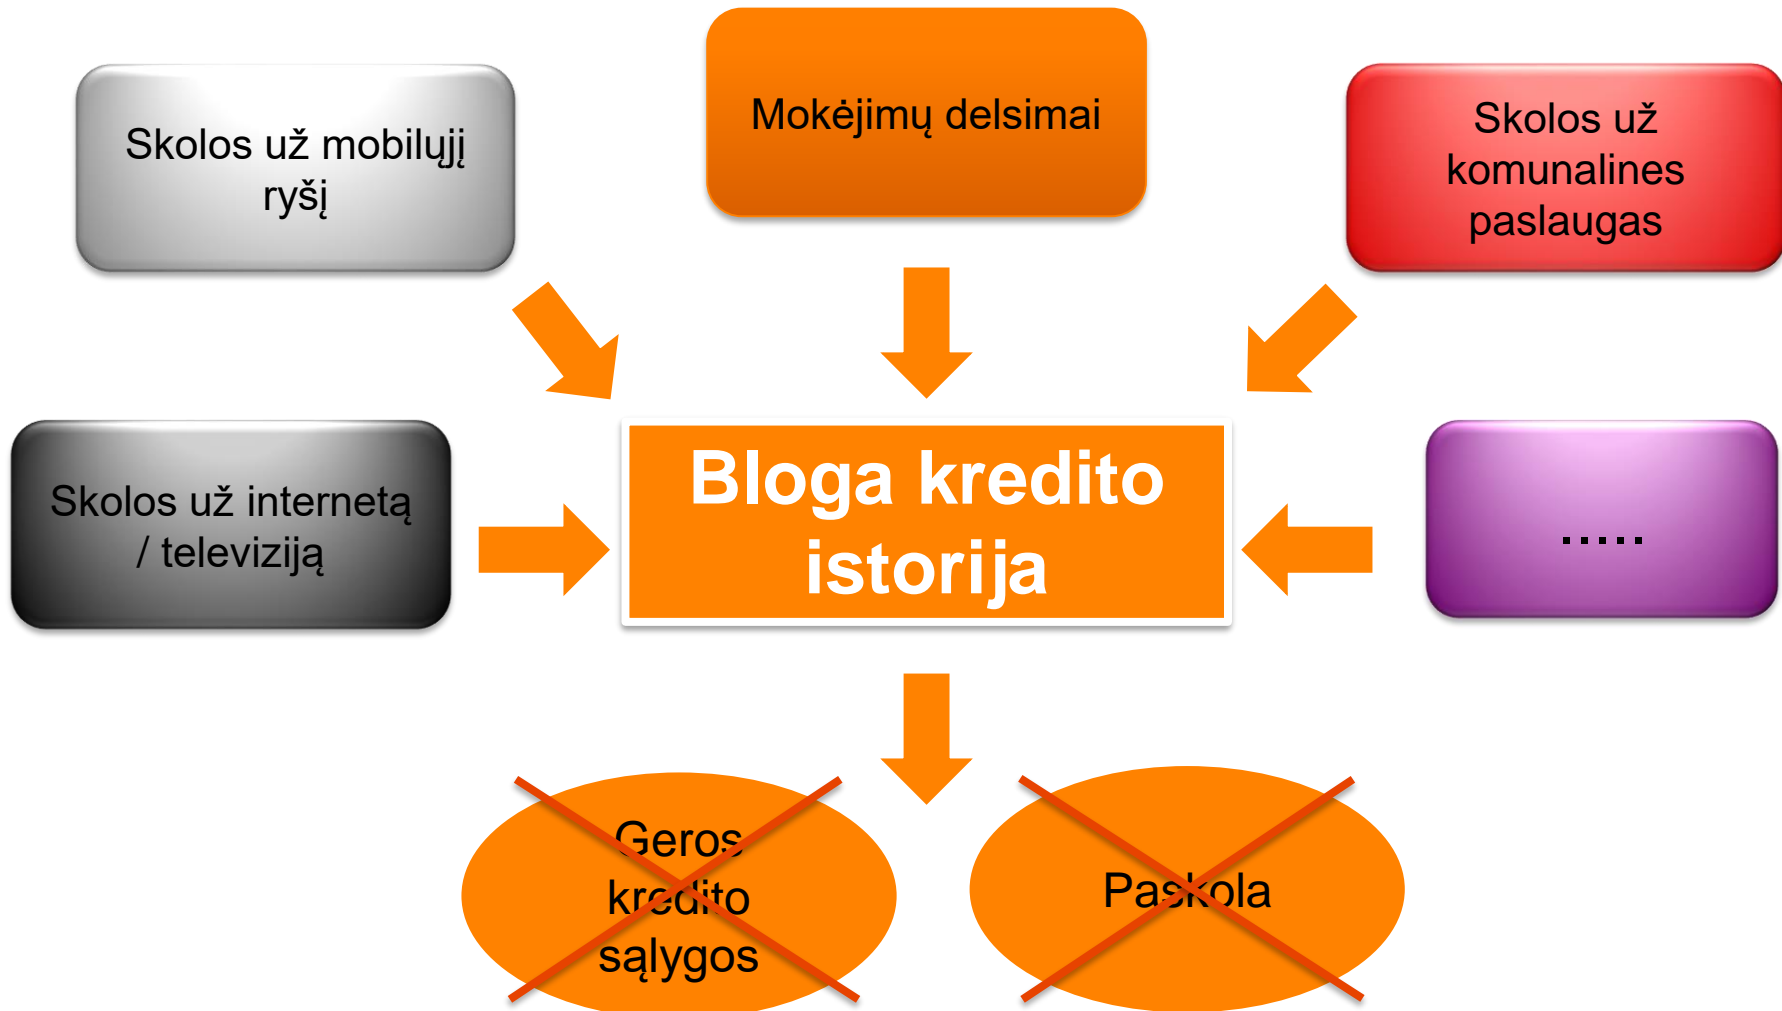 Mokėjimų delsimai
Skolos už mobilųjį
ryšį
Skolos už
komunalines
paslaugas
Skolos už internetą
/ televiziją
Bloga kredito
istorija
.....
Geros
kredito
sąlygos
Paskola